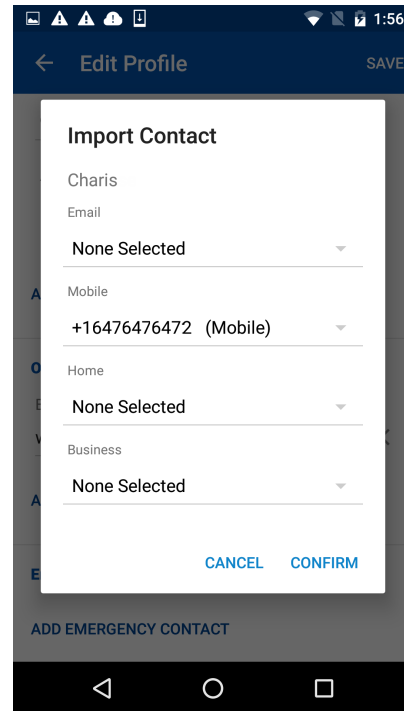 1:56
Edit Profile
SAVE
Import Contact
Charis
Email
None Selected
Mobile
+16476476472 (Mobile)
Home
None Selected
Business
None Selected
CANCEL CONFIRM
ADD EMERGENCY CONTACT